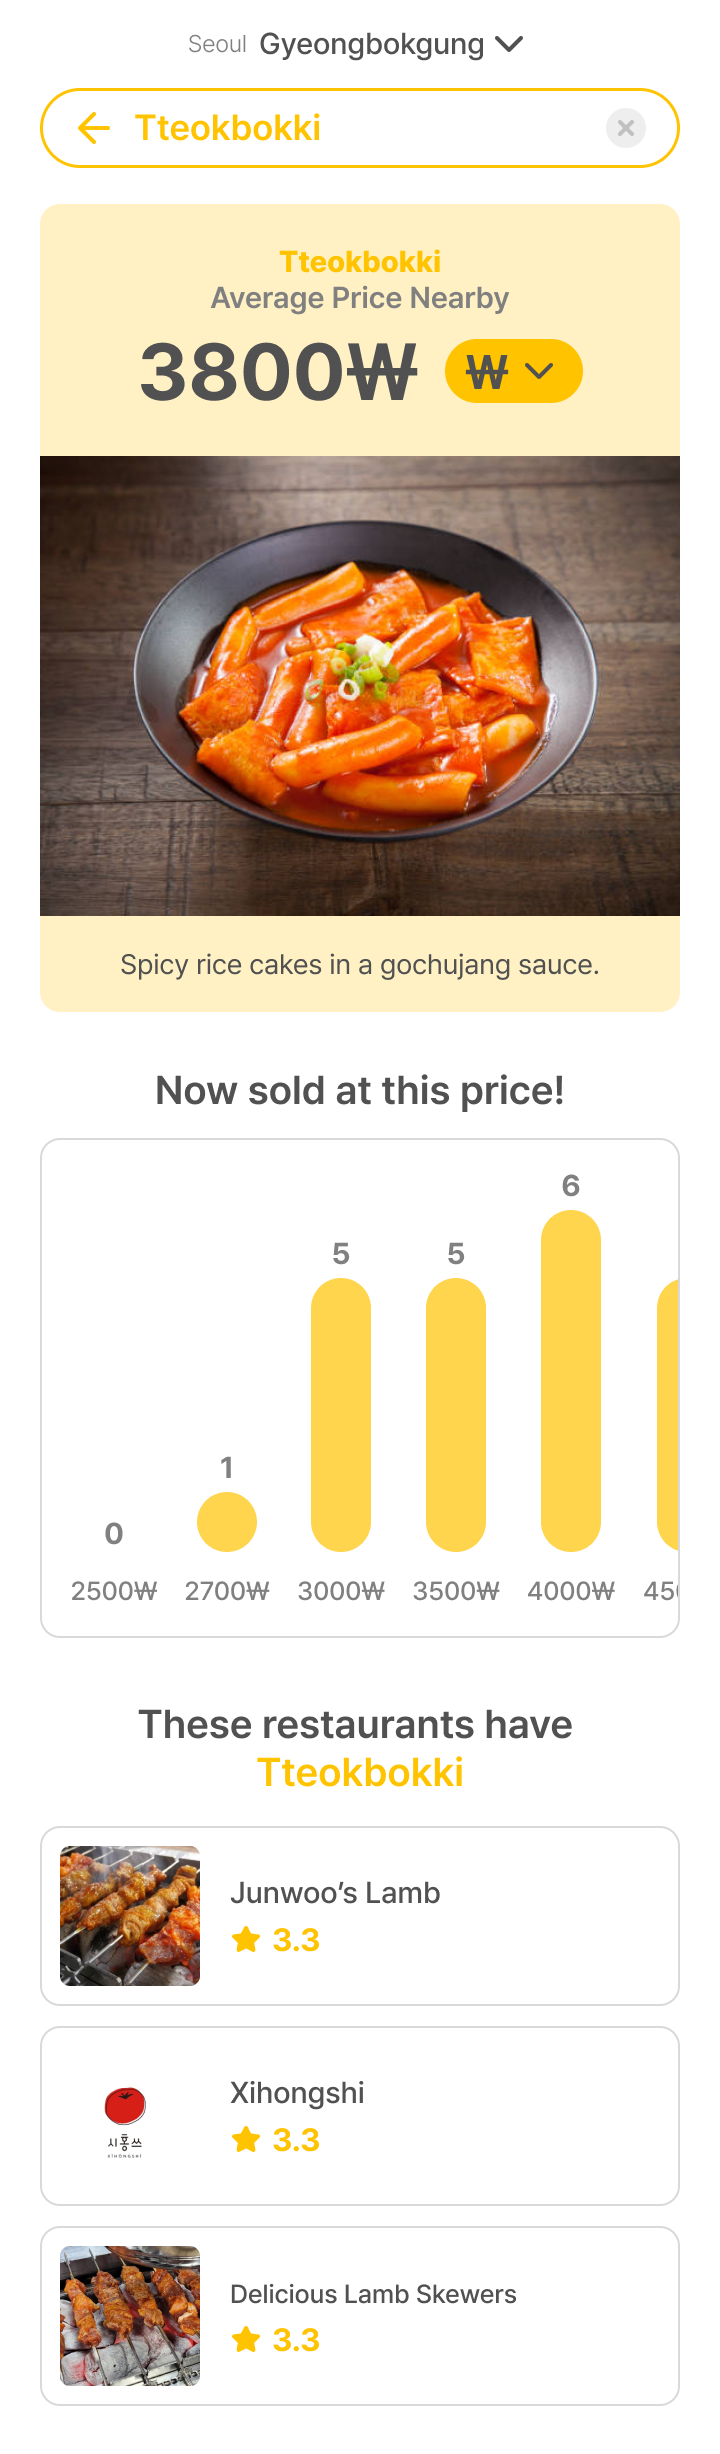 Seoul Gyeongbokgung
Tteokbokki
Tteokbokki
Average Price Nearby
3800₩ ₩
Spicy rice cakes in a gochujang sauce.
Now sold at this price!
6
5 5
1
0
2500₩ 2700₩ 3000₩ 3500₩ 4000₩ 450
These restaurants have
Tteokbokki
Junwoo's Lamb
3.3
Xihongshi
3.3
시홍쓰
XIHONGSHI
Delicious Lamb Skewers
3.3